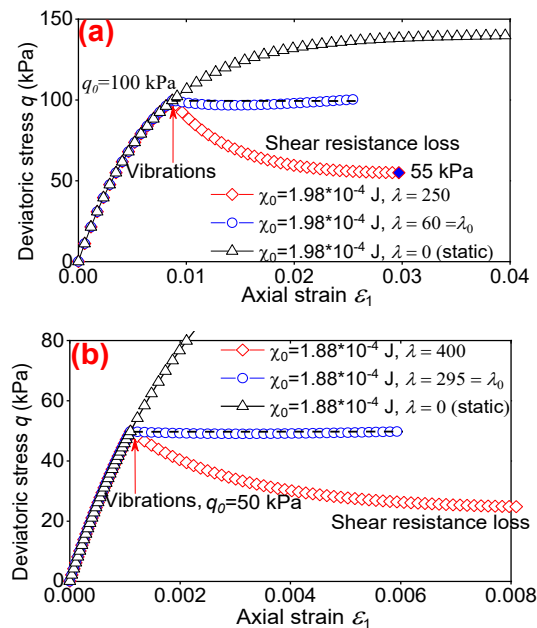 (a)
Deviatoric stress q (kPa)
150
100
50
0
q₀=100 kPa
Vibrations
Shear resistance loss
55 kPa
χ₀=1.98*10⁻⁴ J, λ = 250
χ₀=1.98*10⁻⁴ J, λ = 60 =λ₀
χ₀=1.98*10⁻⁴ J, λ = 0 (static)
0.00 0.01 0.02 0.03 0.04
Axial strain ε₁
(b)
Deviatoric stress q (kPa)
80
60
40
20
0
χ₀=1.88*10⁻⁴ J, λ = 400
χ₀=1.88*10⁻⁴ J, λ = 295 = λ₀
χ₀=1.88*10⁻⁴ J, λ = 0 (static)
Vibrations, q₀=50 kPa
Shear resistance loss
0.000 0.002 0.004 0.006 0.008
Axial strain ε₁